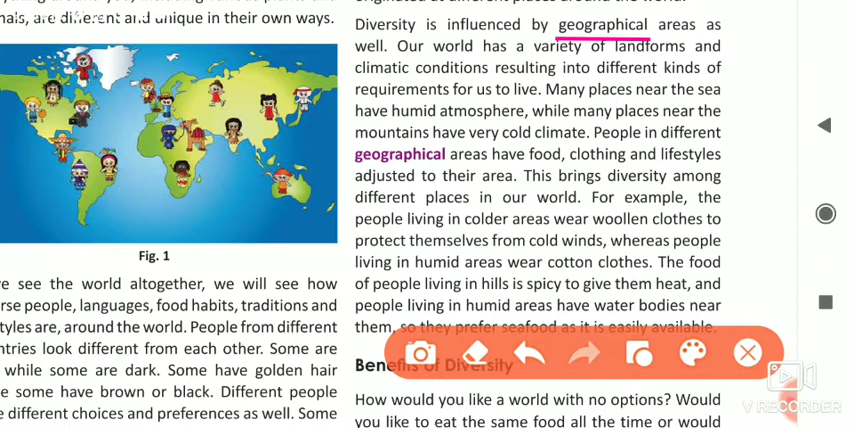 nals, are different and unique in their own ways.
Fig. 1
we see the world altogether, we will see how
people, languages, food habits, traditions and
are, around the world. People from different
look different from each other. Some are
while some are dark. Some have golden hair
some have brown or black. Different people
different choices and preferences as well. Some
Diversity is influenced by geographical areas as
well. Our world has a variety of landforms and
climatic conditions resulting into different kinds of
requirements for us to live. Many places near the sea
have humid atmosphere, while many places near the
mountains have very cold climate. People in different
geographical areas have food, clothing and lifestyles
adjusted to their area. This brings diversity among
different places in our world. For example, the
people living in colder areas wear woollen clothes to
protect themselves from cold winds, whereas people
living in humid areas wear cotton clothes. The food
of people living in hills is spicy to give them heat, and
people living in humid areas have water bodies near
them, so they prefer seafood as it is easily available.
Benefits of Diversity
How would you like a world with no options? Would
you like to eat the same food all the time or would
V RECORDER